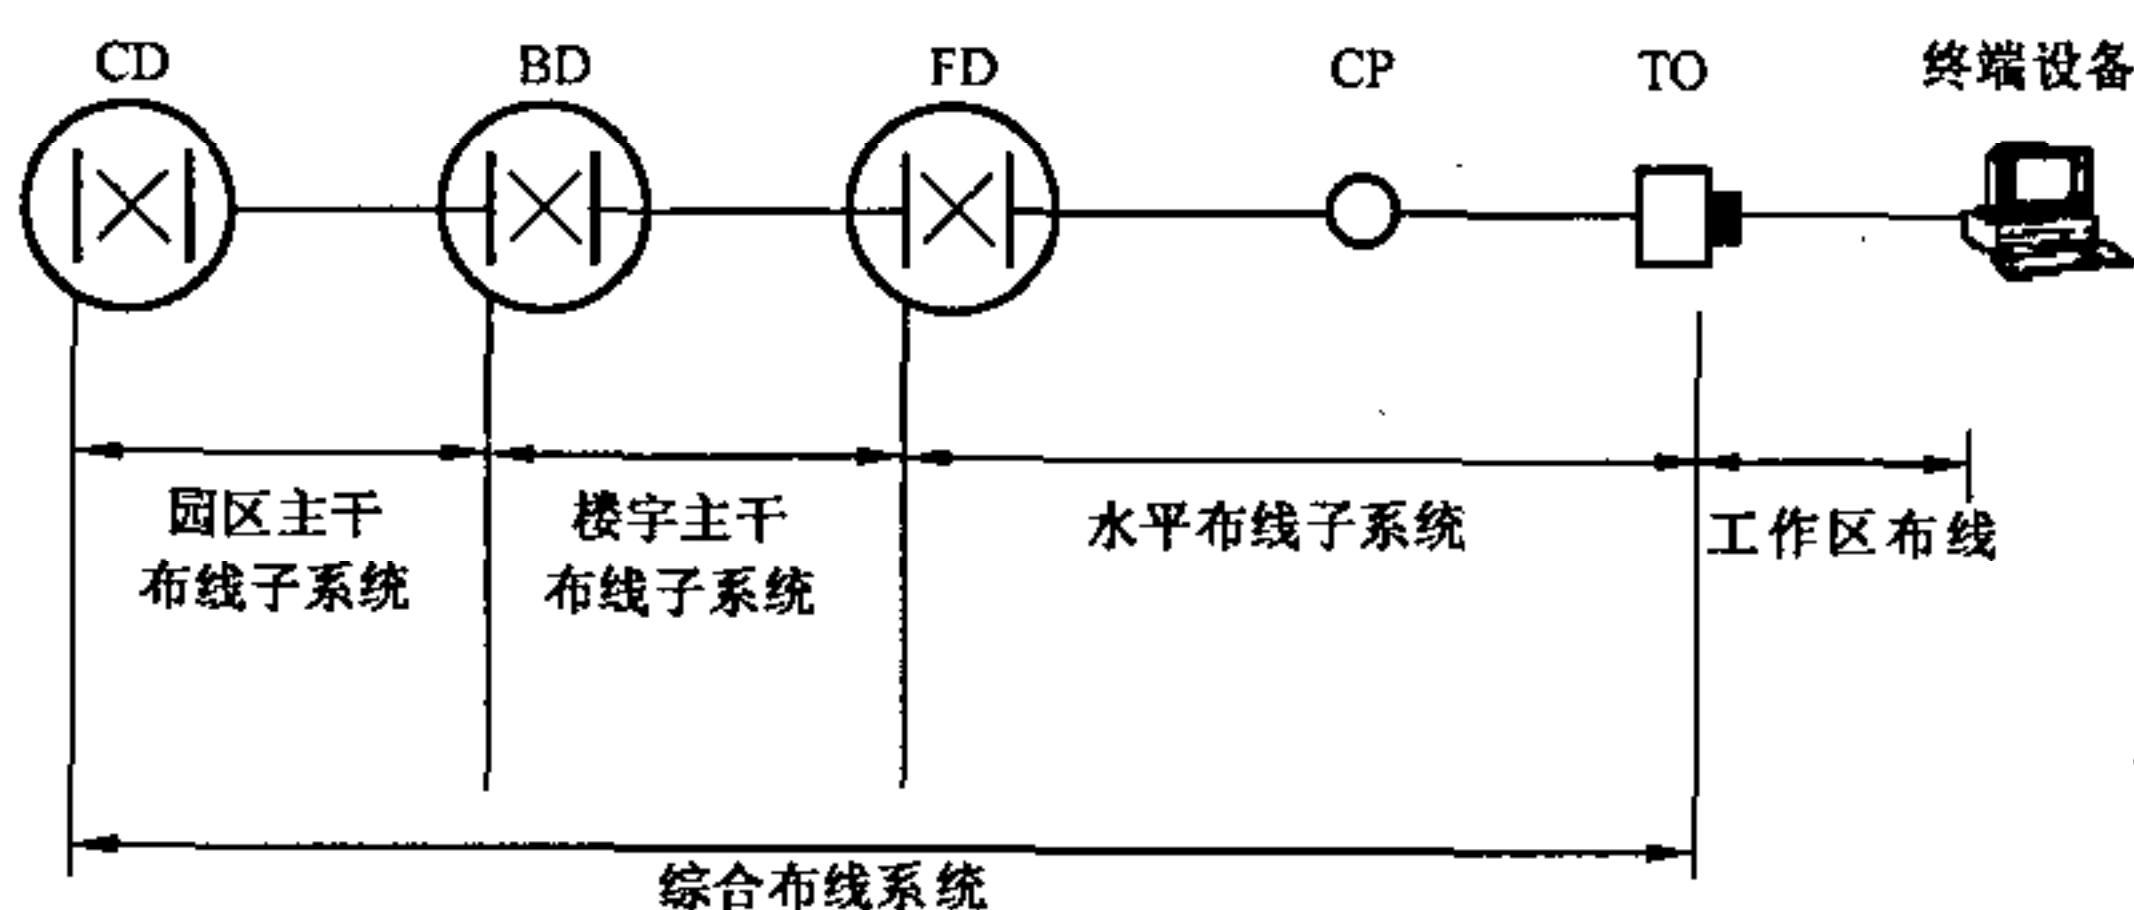 CD
BD
FD
CP
TO
终端设备
园区主干
布线子系统
楼宇主干
布线子系统
水平布线子系统
工作区布线
综合布线系统